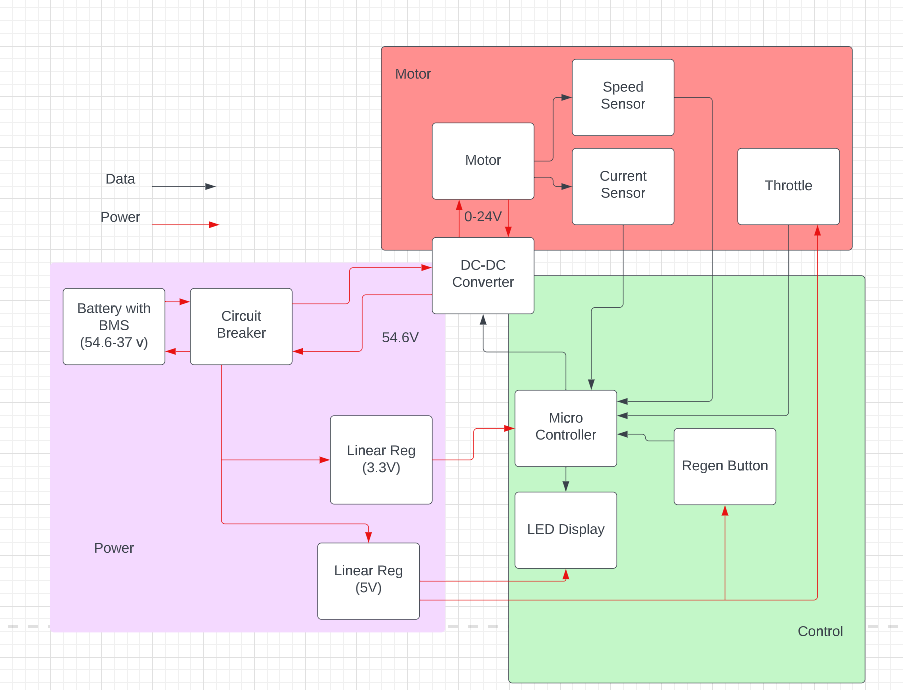 Motor
Speed
Sensor
Motor
Current
Sensor
Throttle
Data
Power
0-24V
DC-DC
Converter
Battery with
BMS
(54.6-37 v)
Circuit
Breaker
54.6V
Micro
Controller
Linear Reg
(3.3V)
Regen Button
LED Display
Power
Linear Reg
(5V)
Control